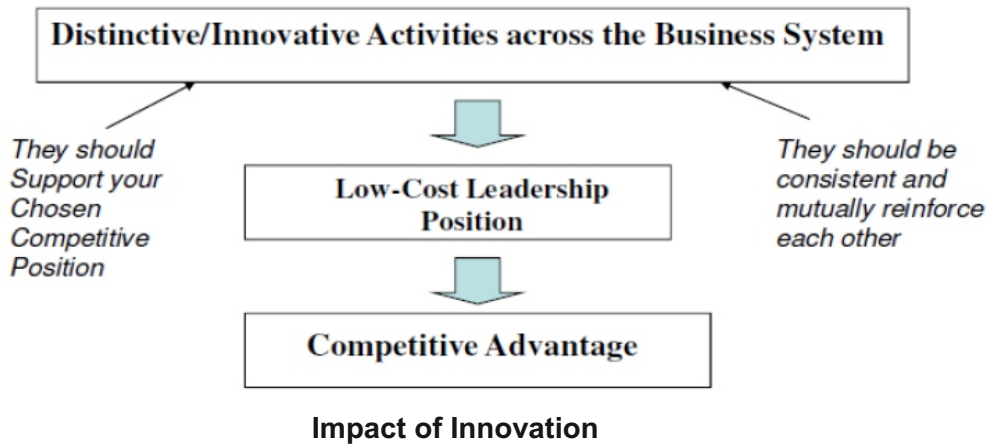 Distinctive/Innovative Activities across the Business System
They should
Support your
Chosen
Competitive
Position
They should be
consistent and
mutually reinforce
each other
Low-Cost Leadership
Position
Competitive Advantage
Impact of Innovation